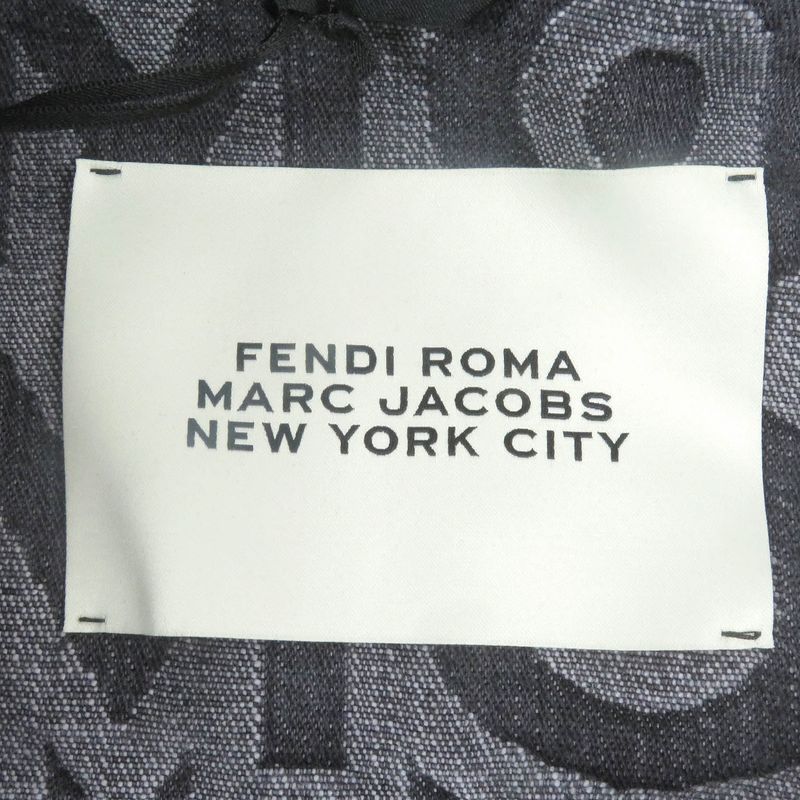 FENDI ROMA
MARC JACOBS
NEW YORK CITY